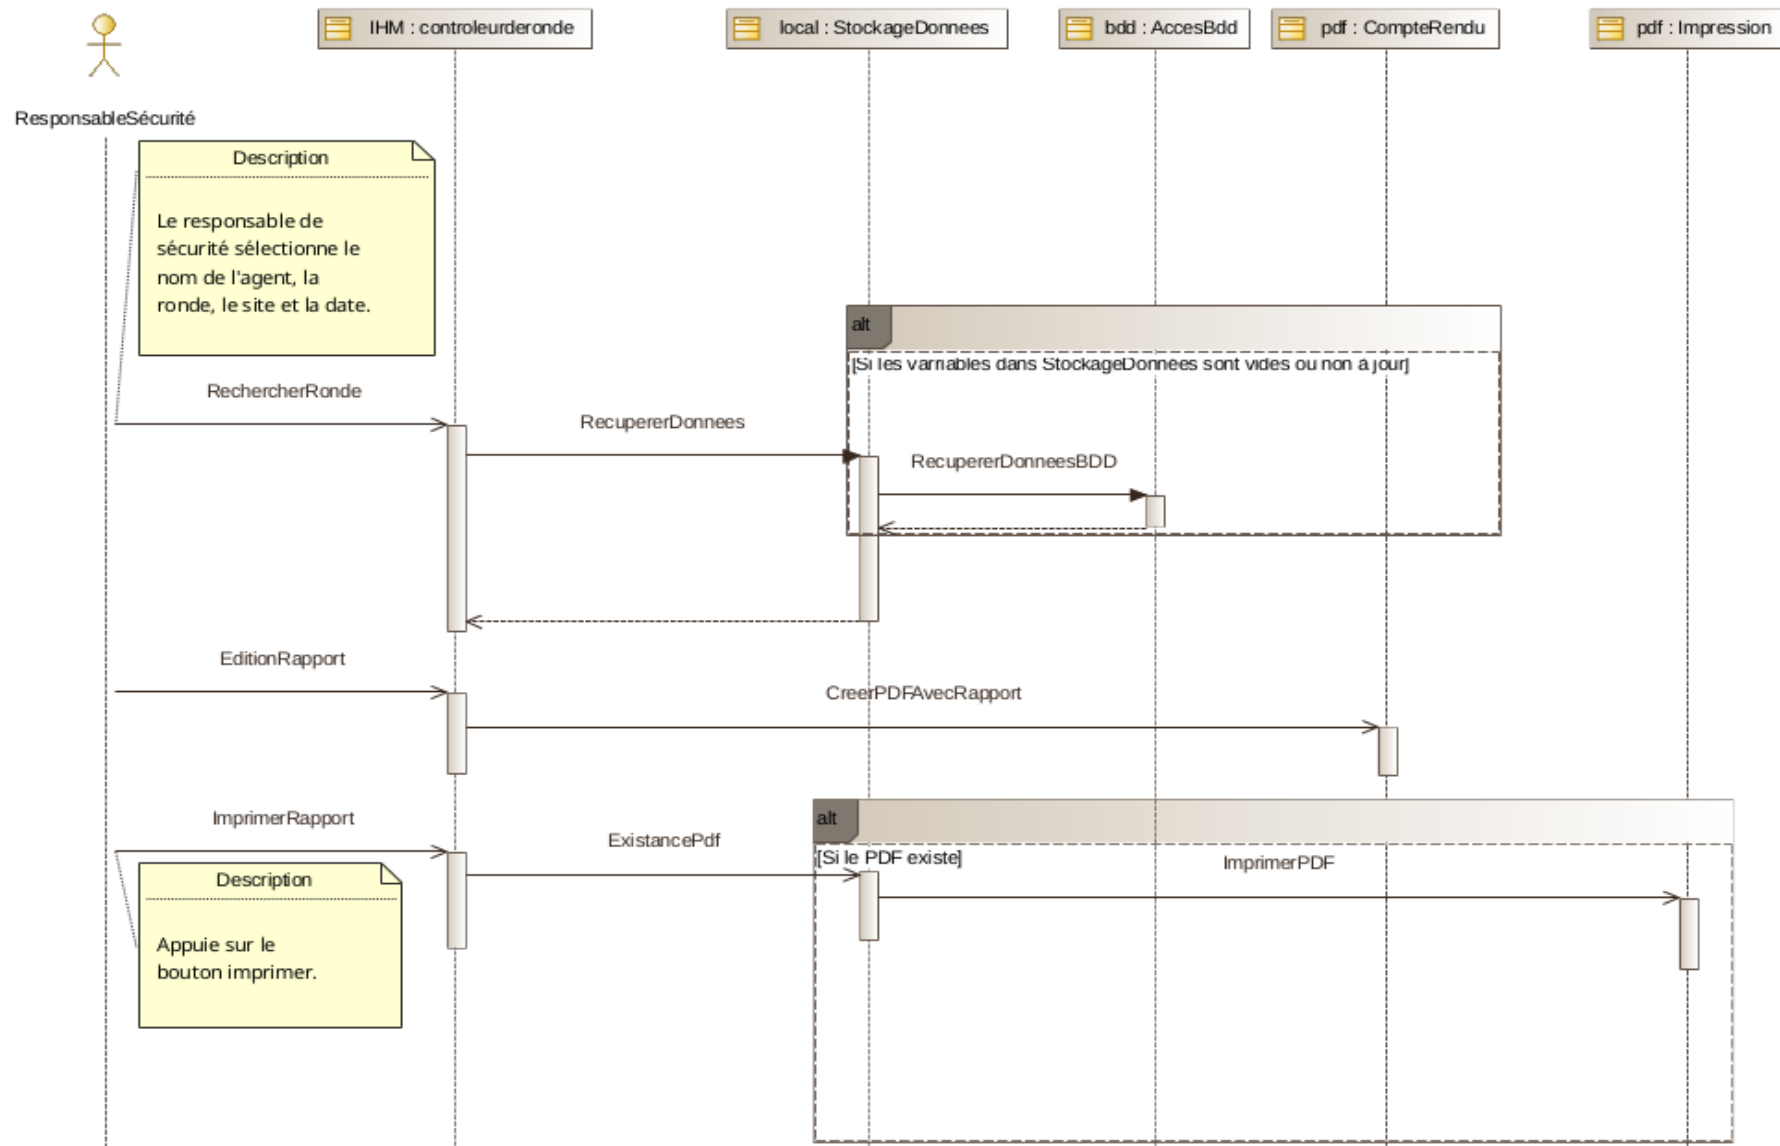 IHM : controleurderonde
local : StockageDonnees
bdd : AccesBdd
pdf : CompteRendu
pdf : Impression
ResponsableSécurité
Description
Le responsable de
sécurité sélectionne le
nom de l'agent, la
ronde, le site et la date.
alt
[Si les varriables dans StockageDonnées sont vides ou non à jour]
RechercherRonde
RecupererDonnees
RecupererDonneesBDD
EditionRapport
CreerPDFAvecRapport
ImprimerRapport
ExistancePdf
alt
[Si le PDF existe]
ImprimerPDF
Description
Appuie sur le
bouton imprimer.